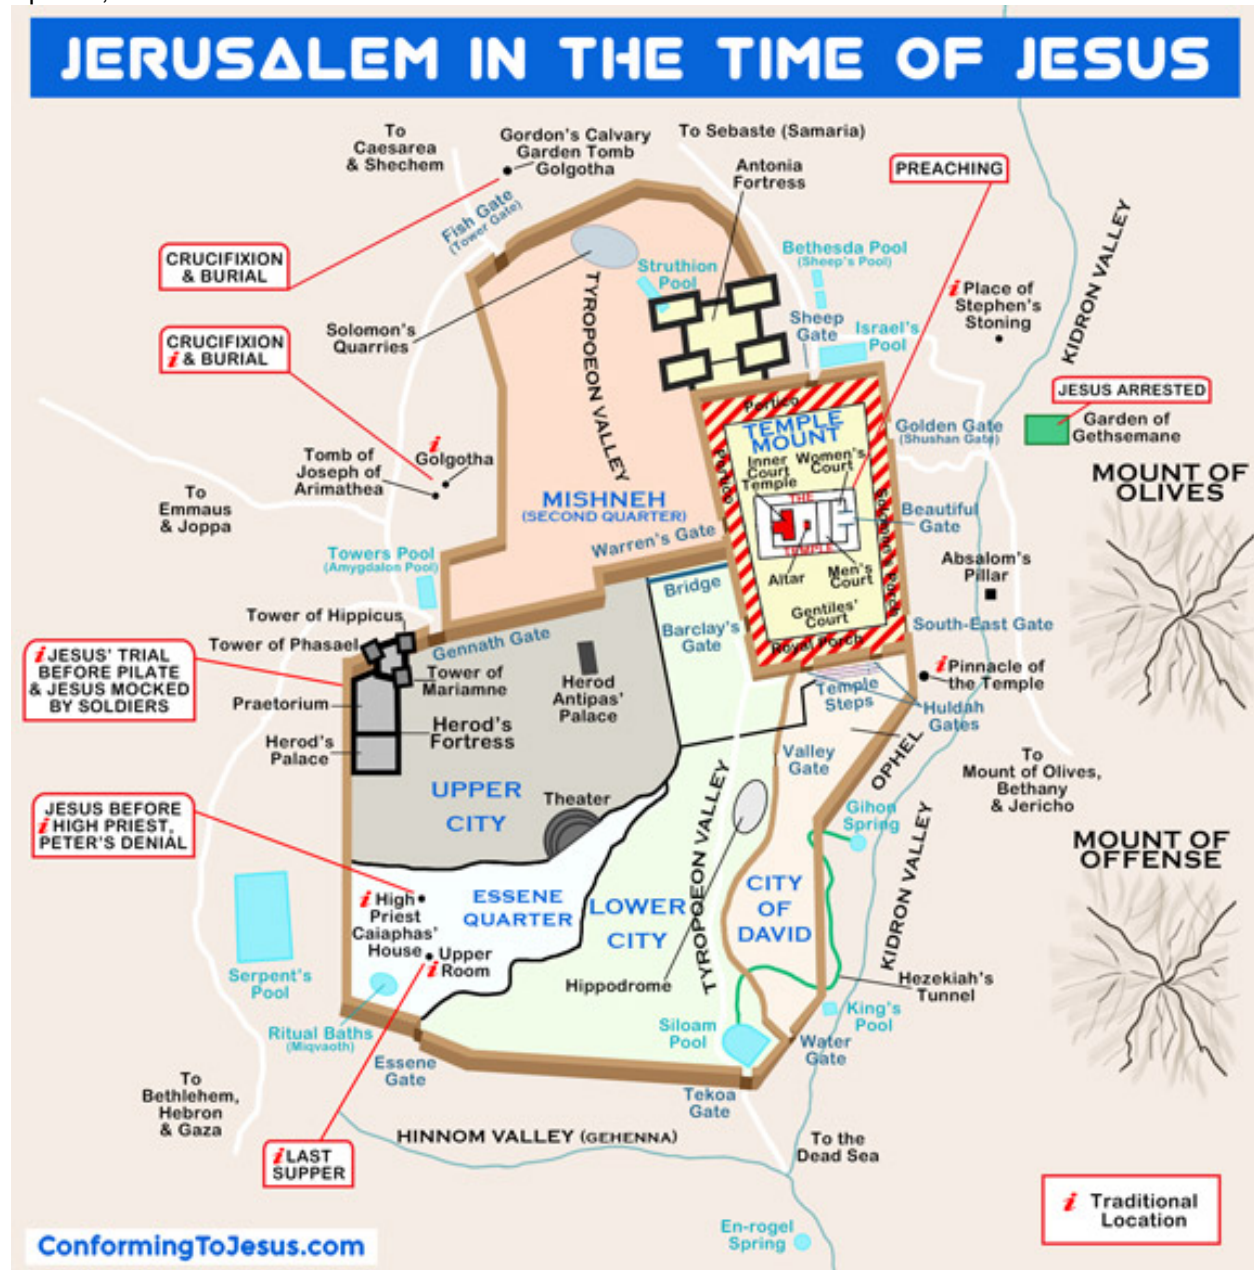 JERUSALEM IN THE TIME OF JESUS
To
Caesarea
& Shechem
Gordon's Calvary
Garden Tomb
Golgotha
To Sebaste (Samaria)
Antonia
Fortress
PREACHING
Fish Gate
(Tower Gate)
KIDRON VALLEY
CRUCIFIXION
& BURIAL
Struthion
Pool
Bethesda Pool
(Sheep's Pool)
i Place of
Stephen's
Stoning
TYROPOEON VALLEY
Solomon's
Quarries
Sheep
Gate
Israel's
Pool
CRUCIFIXION
i & BURIAL
JESUS ARRESTED
Garden of
Gethsemane
Portico
TEMPLE
MOUNT
Golden Gate
(Shushan Gate)
Inner
Court
Temple
Women's
Court
Portico
Solomon's Porch
THE
TEMPLE
Altar
Men's
Court
Gentiles'
Court
Royal Porch
Beautiful
Gate
MOUNT OF
OLIVES
i
Golgotha
Tomb of
Joseph of
Arimathea
To
Emmaus
& Joppa
MISHNEH
(SECOND QUARTER)
Warren's Gate
Towers Pool
(Amygdalon Pool)
Bridge
Absalom's
Pillar
Tower of Hippicus
Tower of Phasael
Gennath Gate
Barclay's
Gate
South-East Gate
i JESUS' TRIAL
BEFORE PILATE
& JESUS MOCKED
BY SOLDIERS
Tower of
Mariamne
Herod
Antipas'
Palace
Temple
Steps
i Pinnacle of
the Temple
Huldah
Gates
Praetorium
Herod's
Fortress
Herod's
Palace
Valley
Gate
OPHEL
To
Mount of Olives,
Bethany
& Jericho
UPPER
CITY
Theater
TYROPOEON VALLEY
Gihon
Spring
KIDRON VALLEY
JESUS BEFORE
i HIGH PRIEST,
PETER'S DENIAL
MOUNT OF
OFFENSE
i High
Priest
Caiaphas'
House
i Upper
Room
ESSENE
QUARTER
LOWER
CITY
CITY
OF
DAVID
Serpent's
Pool
Hippodrome
Hezekiah's
Tunnel
Ritual Baths
(Miqvaoth)
Siloam
Pool
King's
Pool
Water
Gate
Essene
Gate
Tekoa
Gate
To
Bethlehem,
Hebron
& Gaza
HINNOM VALLEY (GEHENNA)
To the
Dead Sea
i LAST
SUPPER
i Traditional
Location
En-rogel
Spring
ConformingToJesus.com